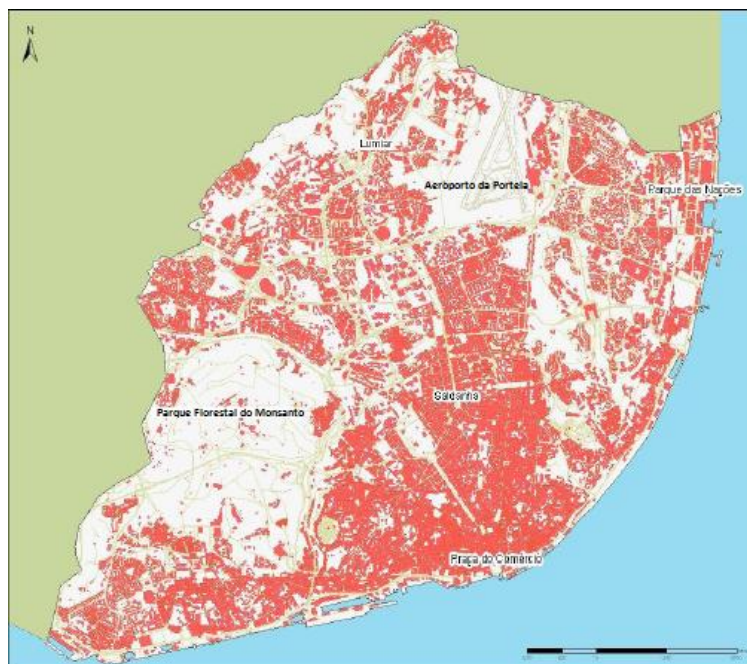 N
Lumiar
Aeroporto da Portela
Parque das Nações
Saldanha
Parque Florestal do Monsanto
Praça do Comércio